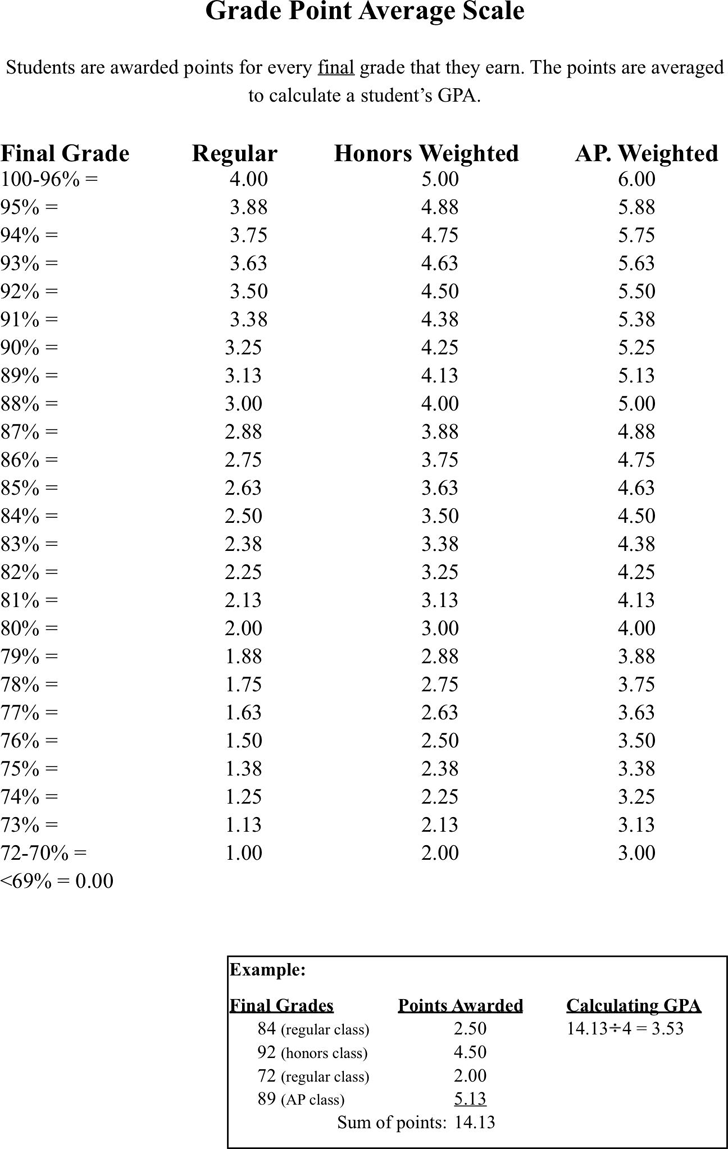 Grade Point Average Scale
Students are awarded points for every final grade that they earn. The points are averaged
to calculate a student's GPA.
Final Grade Regular Honors Weighted AP. Weighted
100-96% = 4.00 5.00 6.00
95% = 3.88 4.88 5.88
94% = 3.75 4.75 5.75
93% = 3.63 4.63 5.63
92% = 3.50 4.50 5.50
91% = 3.38 4.38 5.38
90% = 3.25 4.25 5.25
89% = 3.13 4.13 5.13
88% = 3.00 4.00 5.00
87% = 2.88 3.88 4.88
86% = 2.75 3.75 4.75
85% = 2.63 3.63 4.63
84% = 2.50 3.50 4.50
83% = 2.38 3.38 4.38
82% = 2.25 3.25 4.25
81% = 2.13 3.13 4.13
80% = 2.00 3.00 4.00
79% = 1.88 2.88 3.88
78% = 1.75 2.75 3.75
77% = 1.63 2.63 3.63
76% = 1.50 2.50 3.50
75% = 1.38 2.38 3.38
74% = 1.25 2.25 3.25
73% = 1.13 2.13 3.13
72-70% = 1.00 2.00 3.00
<69% = 0.00
Example:
Final Grades Points Awarded Calculating GPA
84 (regular class) 2.50 14.13÷4 = 3.53
92 (honors class) 4.50
72 (regular class) 2.00
89 (AP class) 5.13
Sum of points: 14.13